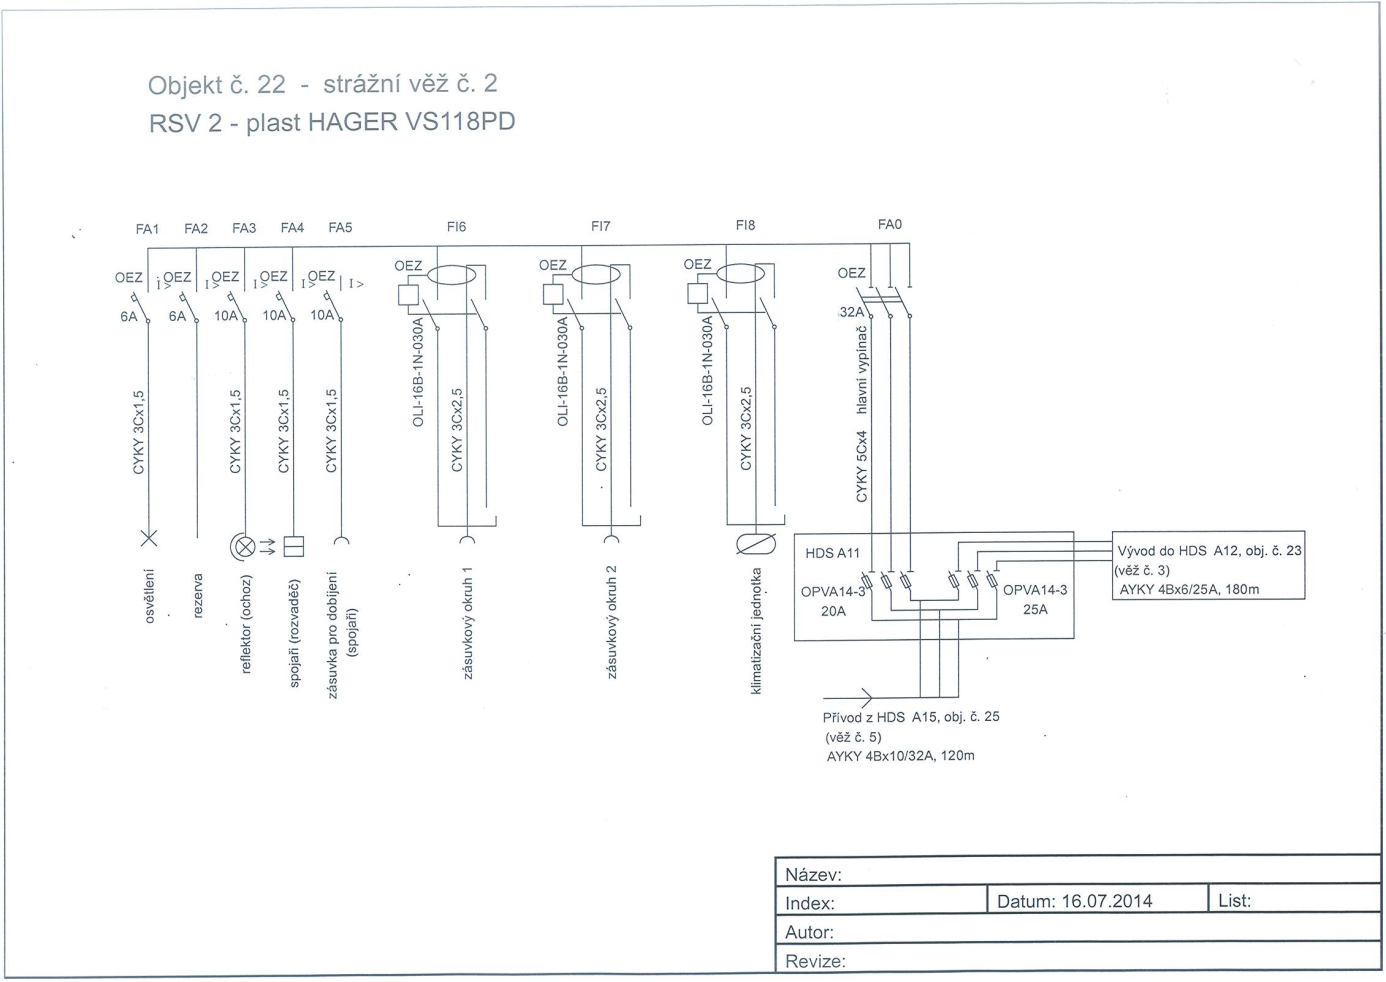 Objekt č. 22 - strážní věž č. 2
RSV 2 - plast HAGER VS118PD
FA1
FA2
FA3
FA4
FA5
FI6
FI7
FI8
FA0
OEZ
I >
OEZ
I >
OEZ
I >
OEZ
I >
OEZ
I >
OEZ
OEZ
OEZ
OEZ
6A
6A
10A
10A
10A
32A
CYKY 3Cx1,5
CYKY 3Cx1,5
CYKY 3Cx1,5
CYKY 3Cx1,5
OLI-16B-1N-030A
CYKY 3Cx2,5
OLI-16B-1N-030A
CYKY 3Cx2,5
OLI-16B-1N-030A
CYKY 3Cx2,5
CYKY 5Cx4
hlavní vypínač
osvětlení
rezerva
reflektor (ochoz)
spojaři (rozvaděč)
zásuvka pro dobíjení
(spojaři)
zásuvkový okruh 1
zásuvkový okruh 2
klimatizační jednotka
HDS A11
OPVA14-3
20A
OPVA14-3
25A
Vývod do HDS A12, obj. č. 23
(věž č. 3)
AYKY 4Bx6/25A, 180m
Přívod z HDS A15, obj. č. 25
(věž č. 5)
AYKY 4Bx10/32A, 120m
Název:
Index:
Datum: 16.07.2014
List:
Autor:
Revize: